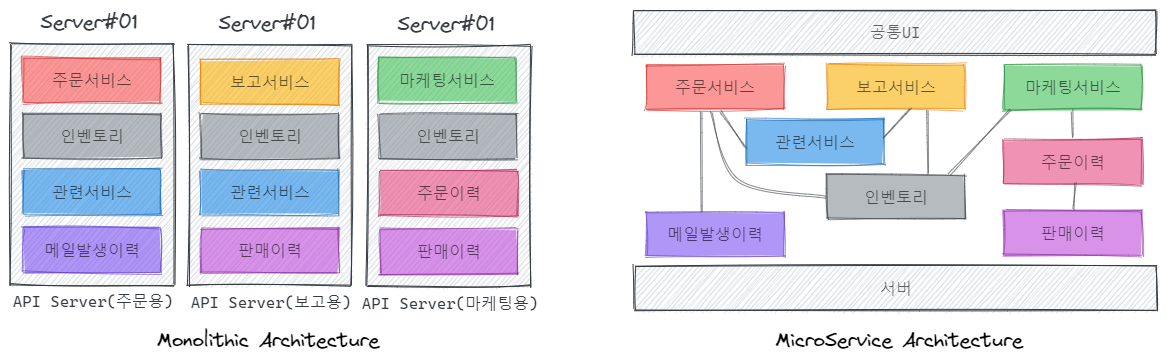 Server#01
주문서비스
인벤토리
관련서비스
메일발생이력
API Server(주문용)
Server#01
보고서비스
인벤토리
관련서비스
판매이력
API Server(보고용)
Server#01
마케팅서비스
인벤토리
주문이력
판매이력
API Server(마케팅용)
Monolithic Architecture
공통UI
주문서비스
보고서비스
마케팅서비스
관련서비스
주문이력
인벤토리
메일발생이력
판매이력
서버
MicroService Architecture